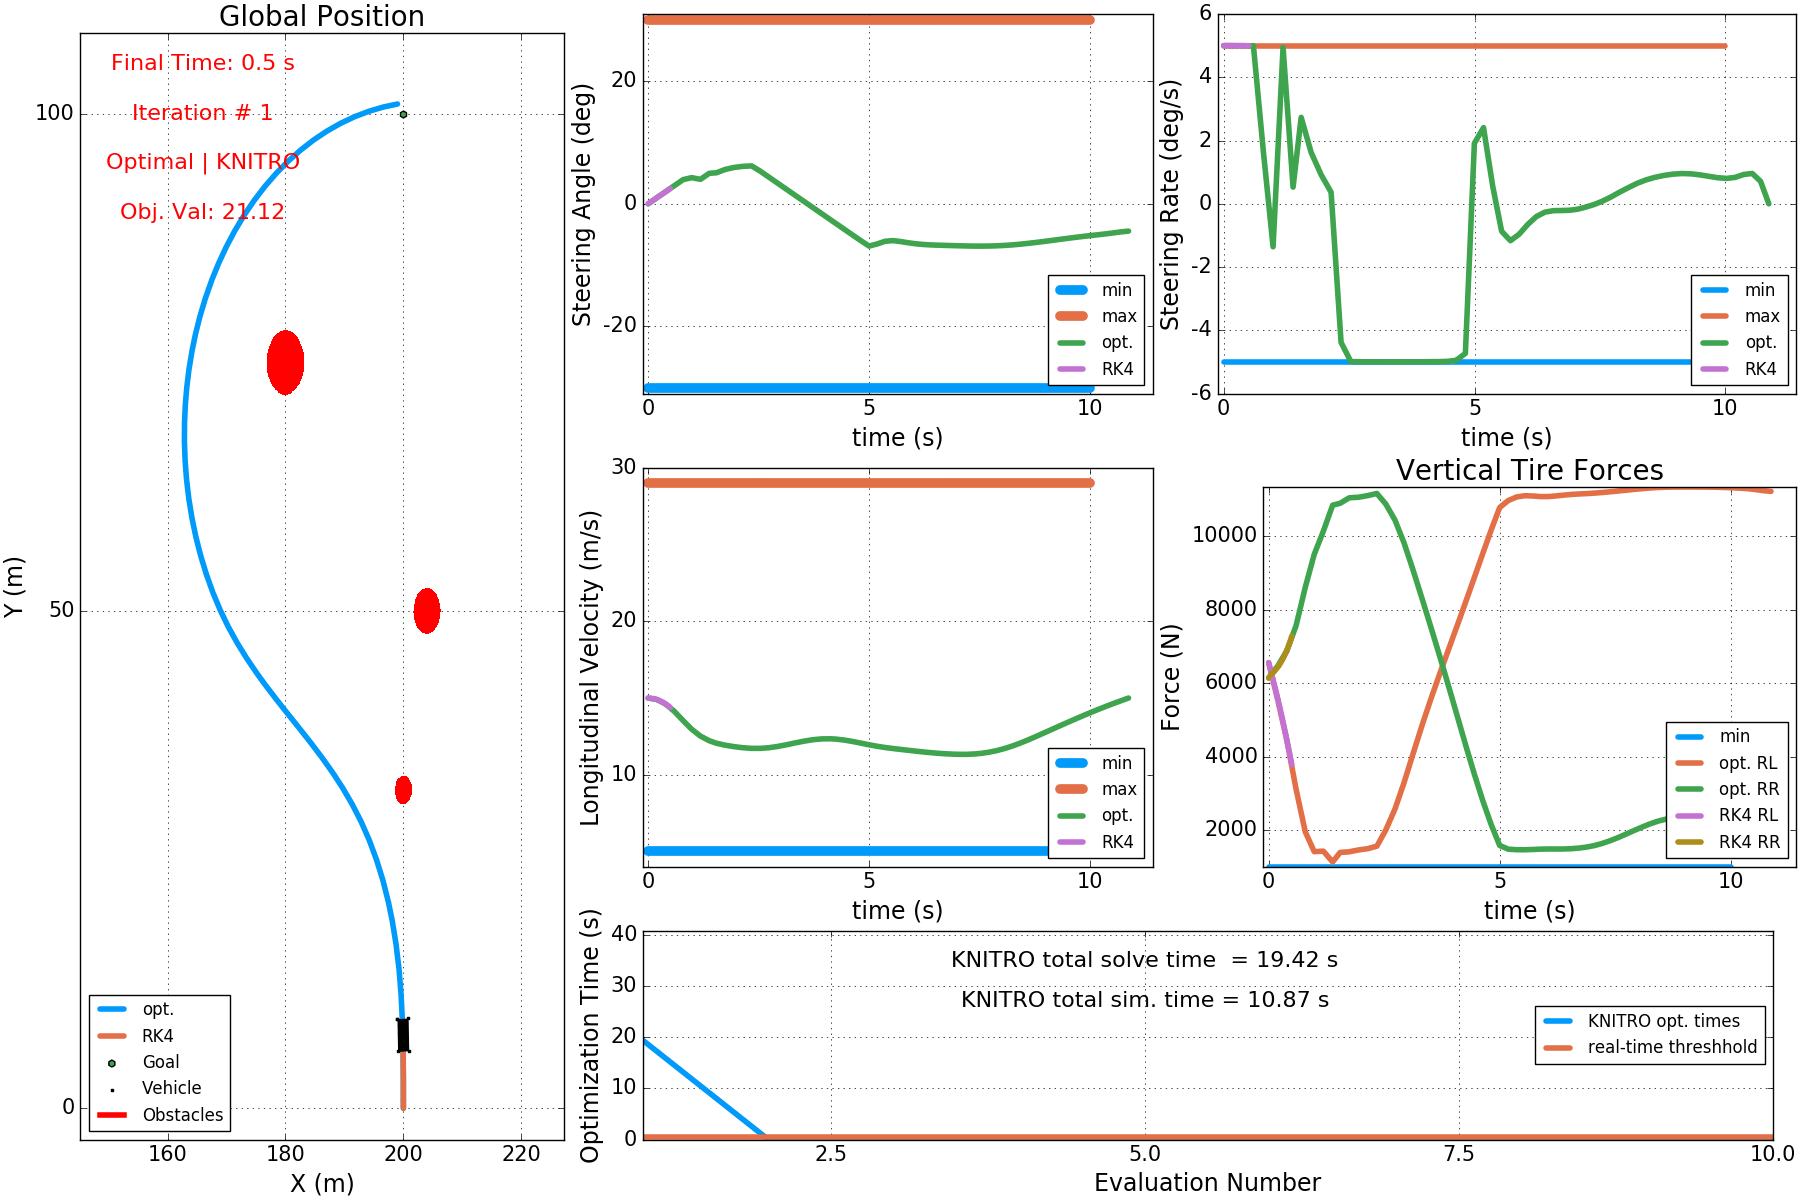 Global Position
Final Time: 0.5 s
Iteration # 1
Optimal | KNITRO
Obj. Val: 21.12
100
50
0
Y (m)
160
180
200
220
X (m)
opt.
RK4
Goal
Vehicle
Obstacles
Steering Angle (deg)
20
0
-20
0
5
10
time (s)
min
max
opt.
RK4
Steering Rate (deg/s)
6
4
2
0
-2
-4
-6
0
5
10
time (s)
min
max
opt.
RK4
Longitudinal Velocity (m/s)
30
20
10
0
5
10
time (s)
min
max
opt.
RK4
Vertical Tire Forces
Force (N)
10000
8000
6000
4000
2000
0
5
10
time (s)
min
opt. RL
opt. RR
RK4 RL
RK4 RR
Optimization Time (s)
40
30
20
10
0
KNITRO total solve time  = 19.42 s
KNITRO total sim. time = 10.87 s
KNITRO opt. times
real-time threshhold
2.5
5.0
7.5
10.0
Evaluation Number